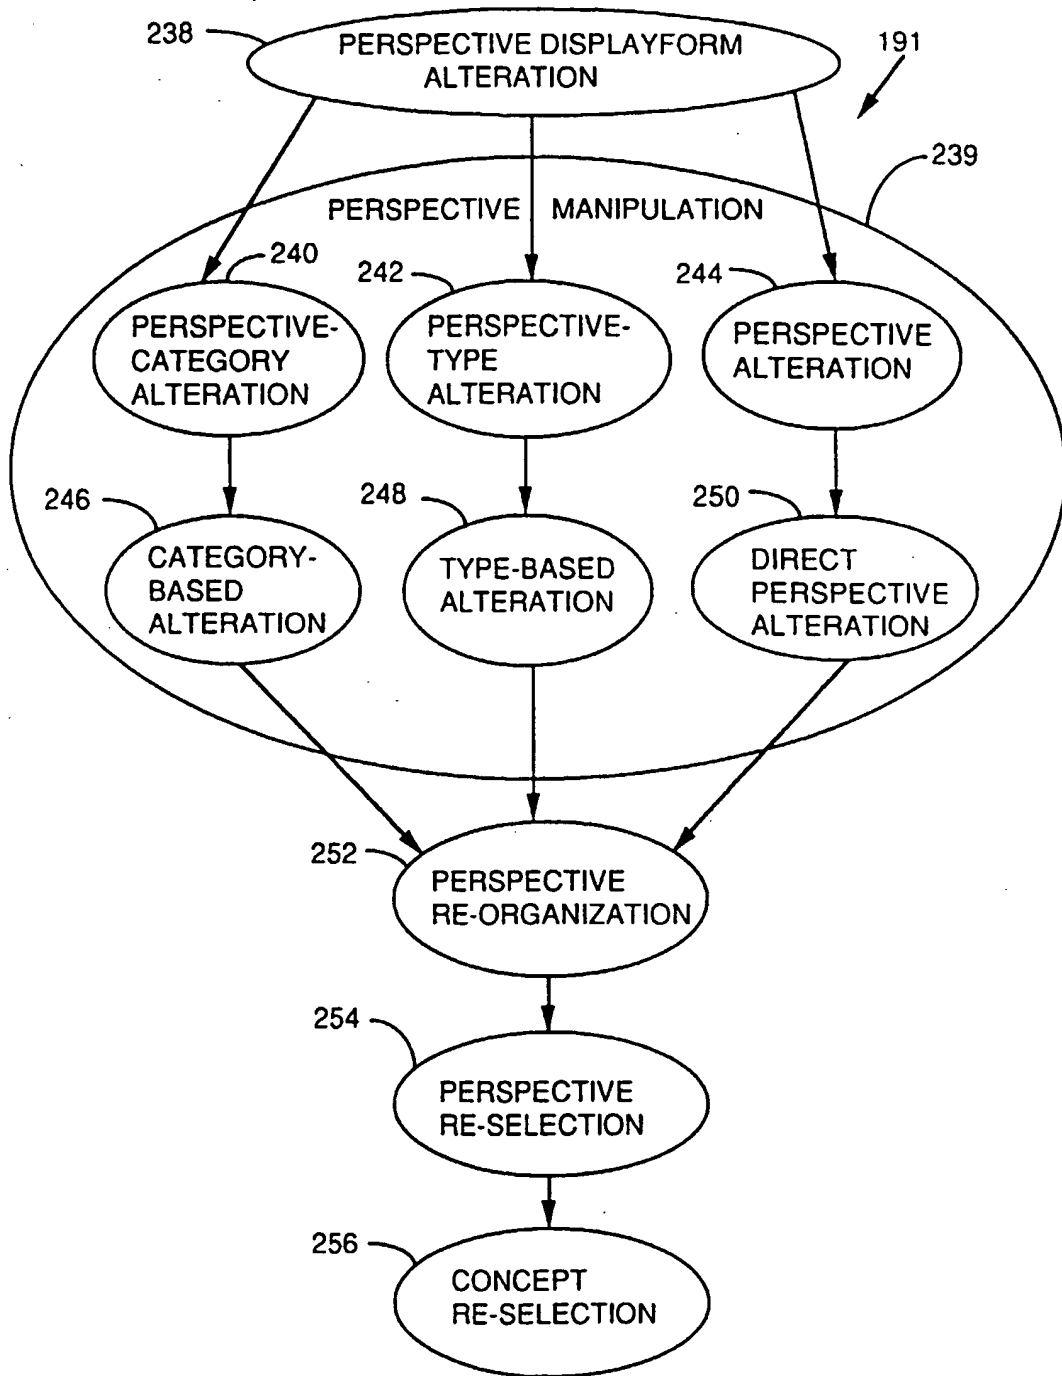 238
PERSPECTIVE DISPLAYFORM
ALTERATION
191
239
PERSPECTIVE MANIPULATION
240
242
244
PERSPECTIVE-
CATEGORY
ALTERATION
PERSPECTIVE-
TYPE
ALTERATION
PERSPECTIVE
ALTERATION
246
248
250
CATEGORY-
BASED
ALTERATION
TYPE-BASED
ALTERATION
DIRECT
PERSPECTIVE
ALTERATION
252
PERSPECTIVE
RE-ORGANIZATION
254
PERSPECTIVE
RE-SELECTION
256
CONCEPT
RE-SELECTION